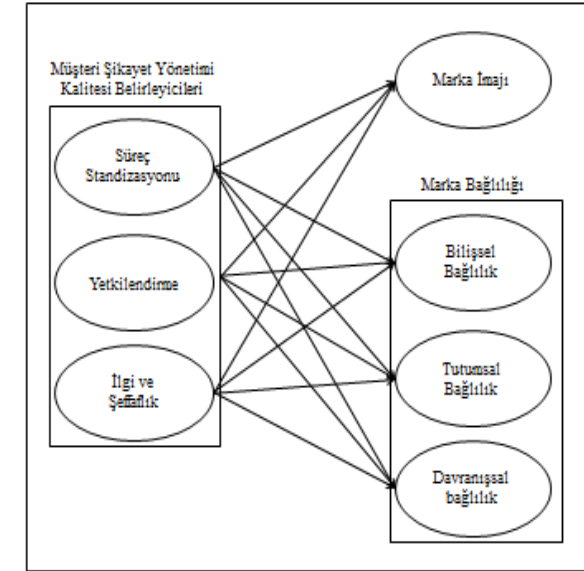 Müşteri Şikayet Yönetimi
Kalitesi Belirleyicileri
Süreç
Standizasyonu
Yetkilendirme
İlgi ve
Şeffaflık
Marka İmajı
Marka Bağlılığı
Bilişsel
Bağlılık
Tutumsal
Bağlılık
Davranışsal
bağlılık